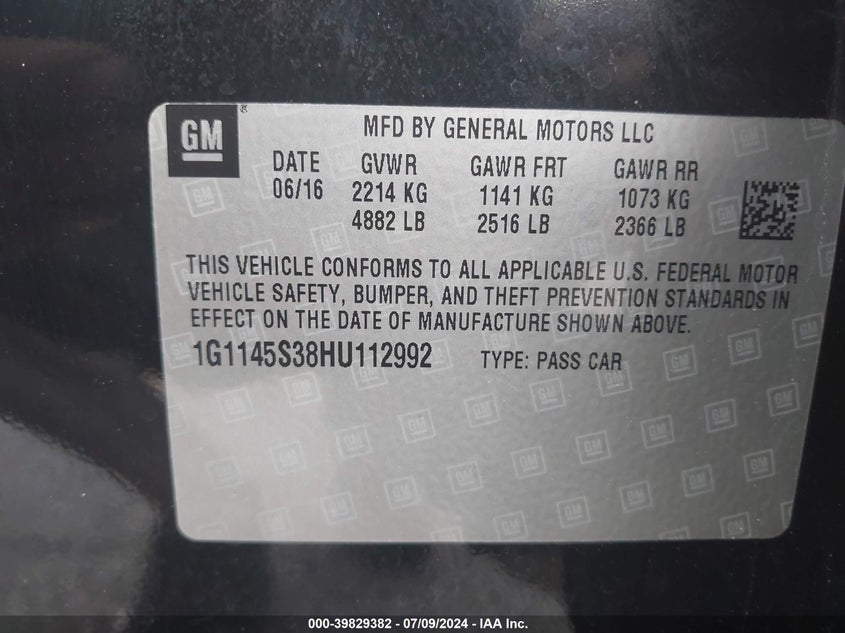 GM ®
MFD BY GENERAL MOTORS LLC
DATE GVWR GAWR FRT GAWR RR
06/16 2214 KG 1141 KG 1073 KG
4882 LB 2516 LB 2366 LB
THIS VEHICLE CONFORMS TO ALL APPLICABLE U.S. FEDERAL MOTOR
VEHICLE SAFETY, BUMPER, AND THEFT PREVENTION STANDARDS IN
EFFECT ON THE DATE OF MANUFACTURE SHOWN ABOVE.
1G1145S38HU112992 TYPE: PASS CAR
000-39829382 - 07/09/2024 - IAA Inc.